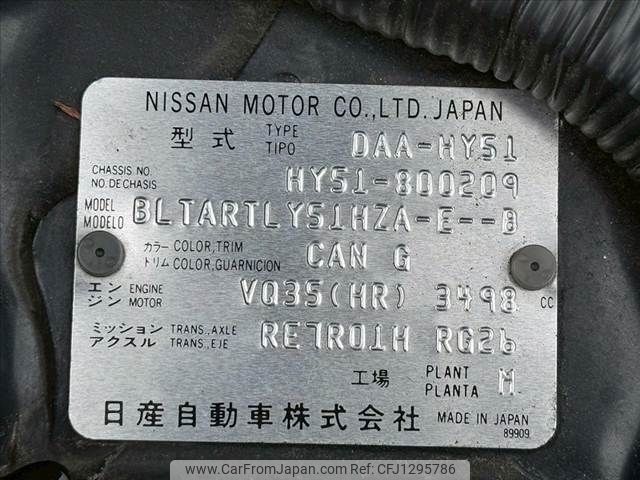 NISSAN MOTOR CO.,LTD. JAPAN
型式 TYPE TIPO DAA-HY51
CHASSIS NO. NO. DE CHASIS HY51-800209
MODEL MODELO BLTARTLY51HZA-E--B
カラー COLOR,TRIM CAN G
トリム COLOR,GUARNICION
エンジン ENGINE MOTOR VQ35(HR) 3498 CC
ミッション TRANS.,AXLE RE7R01H RG26
アクスル TRANS.,EJE
工場 PLANT PLANTA M
日産自動車株式会社 MADE IN JAPAN
89909
www.CarFromJapan.com | Ref: CFJ1295786